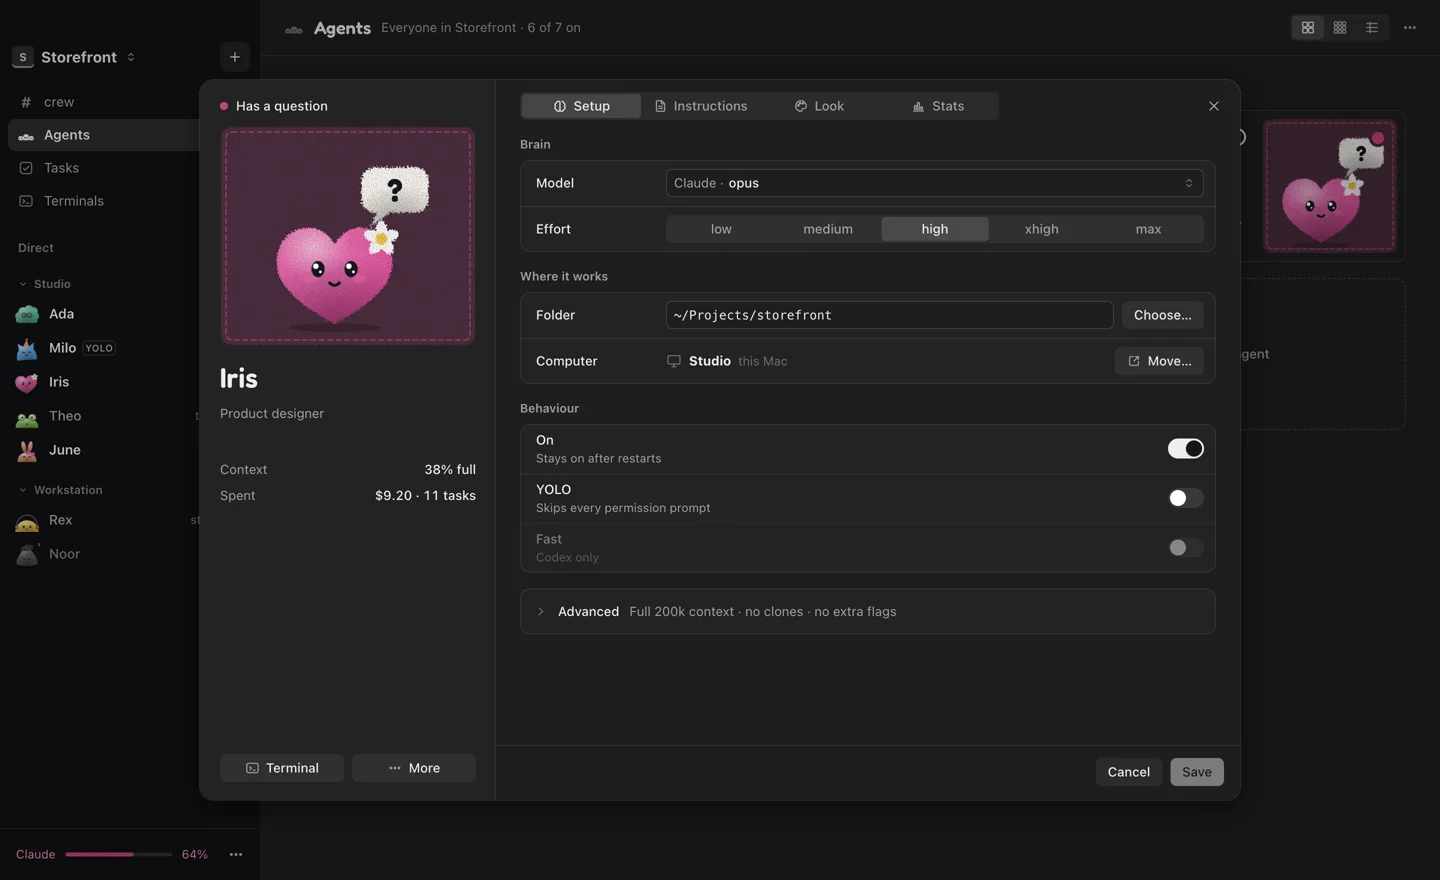 S Storefront
# crew
Agents
Tasks
Terminals
Direct
Studio
Ada
Milo YOLO
Iris
Theo
June
Workstation
Rex
Noor
Claude 64%
Agents Everyone in Storefront · 6 of 7 on
Has a question
?
Iris
Product designer
Context 38% full
Spent $9.20 · 11 tasks
Terminal
More
Setup Instructions Look Stats
Brain
Model Claude · opus
Effort low medium high xhigh max
Where it works
Folder ~/Projects/storefront Choose...
Computer Studio this Mac Move...
Behaviour
On
Stays on after restarts
YOLO
Skips every permission prompt
Fast
Codex only
Advanced Full 200k context · no clones · no extra flags
Cancel Save
?